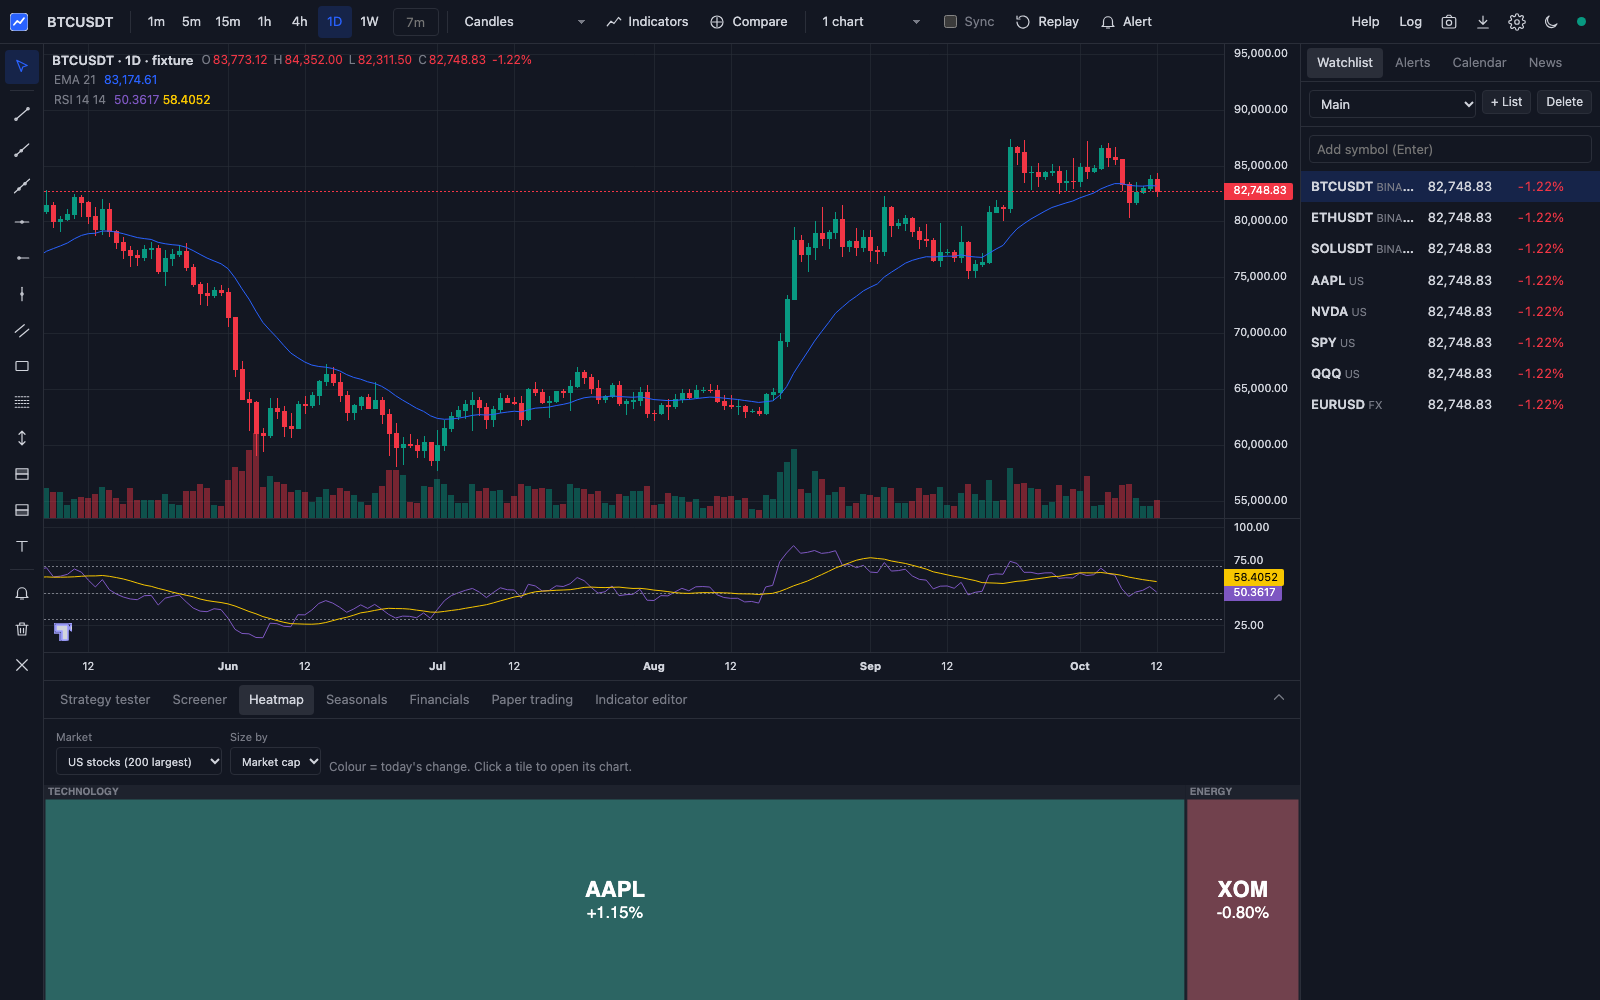 BTCUSDT 1m 5m 15m 1h 4h 1D 1W 7m Candles Indicators Compare 1 chart Sync Replay Alert Help Log
BTCUSDT · 1D · fixture O83,773.12 H84,352.00 L82,311.50 C82,748.83 -1.22%
EMA 21 83,174.61
RSI 14 14 50.3617 58.4052
95,000.00
90,000.00
85,000.00
82,748.83
80,000.00
75,000.00
70,000.00
65,000.00
60,000.00
55,000.00
100.00
75.00
58.4052
50.3617
25.00
12 Jun 12 Jul 12 Aug 12 Sep 12 Oct 12
Watchlist Alerts Calendar News
Main + List Delete
Add symbol (Enter)
BTCUSDT BINA... 82,748.83 -1.22%
ETHUSDT BINA... 82,748.83 -1.22%
SOLUSDT BINA... 82,748.83 -1.22%
AAPL US 82,748.83 -1.22%
NVDA US 82,748.83 -1.22%
SPY US 82,748.83 -1.22%
QQQ US 82,748.83 -1.22%
EURUSD FX 82,748.83 -1.22%
Strategy tester Screener Heatmap Seasonals Financials Paper trading Indicator editor
Market Size by
US stocks (200 largest) Market cap Colour = today's change. Click a tile to open its chart.
TECHNOLOGY ENERGY
AAPL
+1.15%
XOM
-0.80%